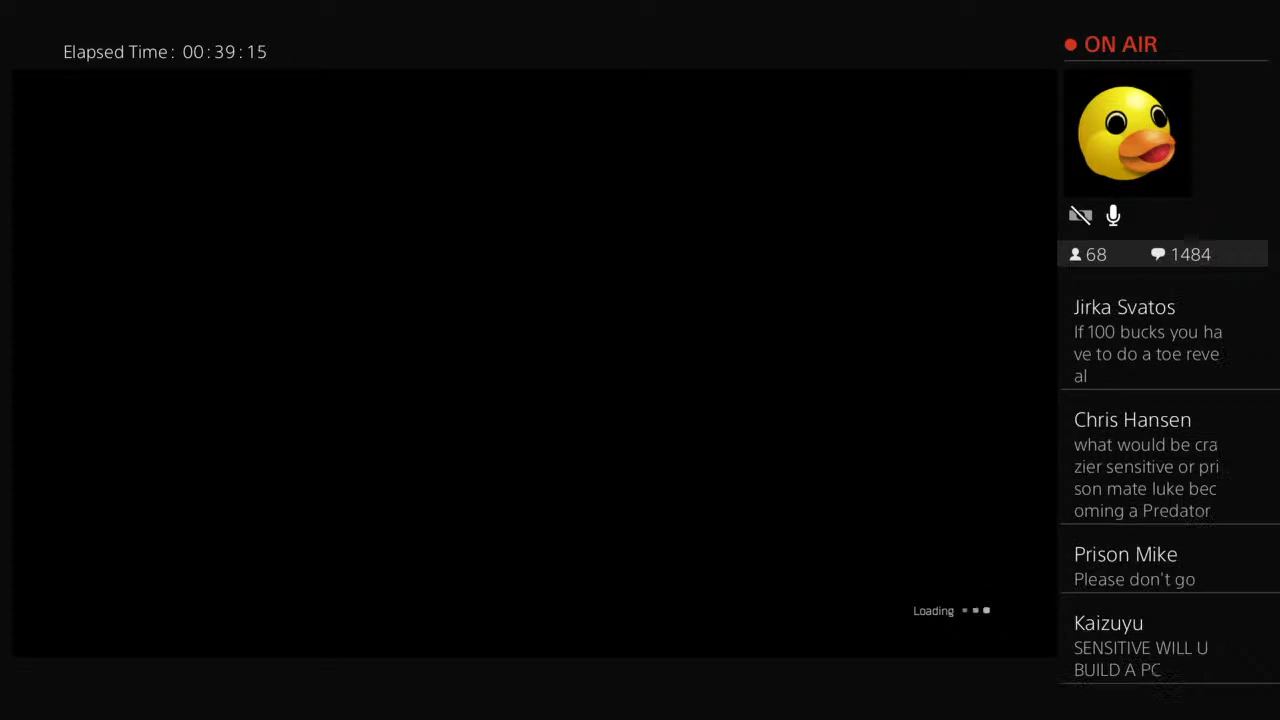 Elapsed Time: 00:39:15
ON AIR
68 1484
Jirka Svatos
If 100 bucks you ha
ve to do a toe reve
al
Chris Hansen
what would be cra
zier sensitive or pri
son mate luke bec
oming a Predator
Prison Mike
Please don't go
Kaizuyu
SENSITIVE WILL U
BUILD A PC
Loading